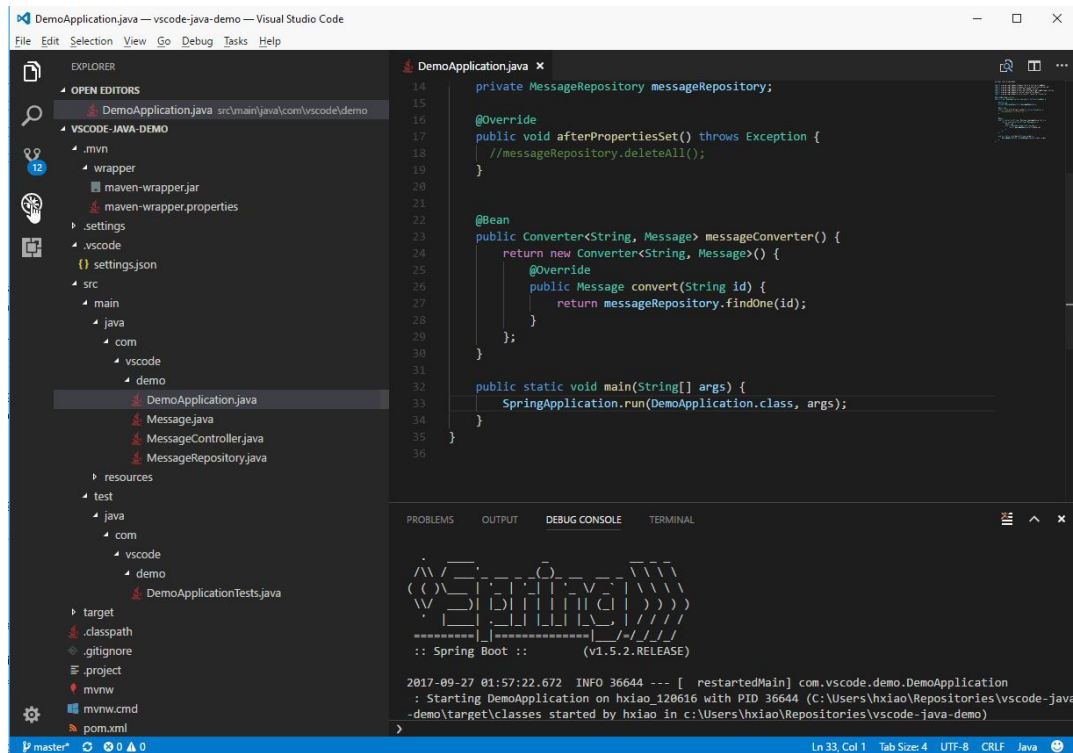 DemoApplication.java — vscode-java-demo — Visual Studio Code
File Edit Selection View Go Debug Tasks Help
EXPLORER
OPEN EDITORS
DemoApplication.java src\main\java\com\vscode\demo
VSCODE-JAVA-DEMO
.mvn
wrapper
maven-wrapper.jar
maven-wrapper.properties
.settings
.vscode
{} settings.json
src
main
java
com
vscode
demo
DemoApplication.java
Message.java
MessageController.java
MessageRepository.java
resources
test
java
com
vscode
demo
DemoApplicationTests.java
target
.classpath
.gitignore
.project
mvnw
mvnw.cmd
pom.xml
12
DemoApplication.java
14 private MessageRepository messageRepository;
15
16 @Override
17 public void afterPropertiesSet() throws Exception {
18 //messageRepository.deleteAll();
19 }
20
21
22 @Bean
23 public Converter<String, Message> messageConverter() {
24 return new Converter<String, Message>() {
25 @Override
26 public Message convert(String id) {
27 return messageRepository.findOne(id);
28 }
29 };
30 }
31
32 public static void main(String[] args) {
33 SpringApplication.run(DemoApplication.class, args);
34 }
35 }
36
PROBLEMS OUTPUT DEBUG CONSOLE TERMINAL
Spring
:: Spring Boot :: (v1.5.2.RELEASE)
2017-09-27 01:57:22.672 INFO 36644 --- [ restartedMain] com.vscode.demo.DemoApplication
: Starting DemoApplication on hxiao_120616 with PID 36644 (C:\Users\hxiao\Repositories\vscode-java
-demo\target\classes started by hxiao in c:\Users\hxiao\Repositories\vscode-java-demo)
master* 0 0 Ln 33, Col 1 Tab Size: 4 UTF-8 CRLF Java